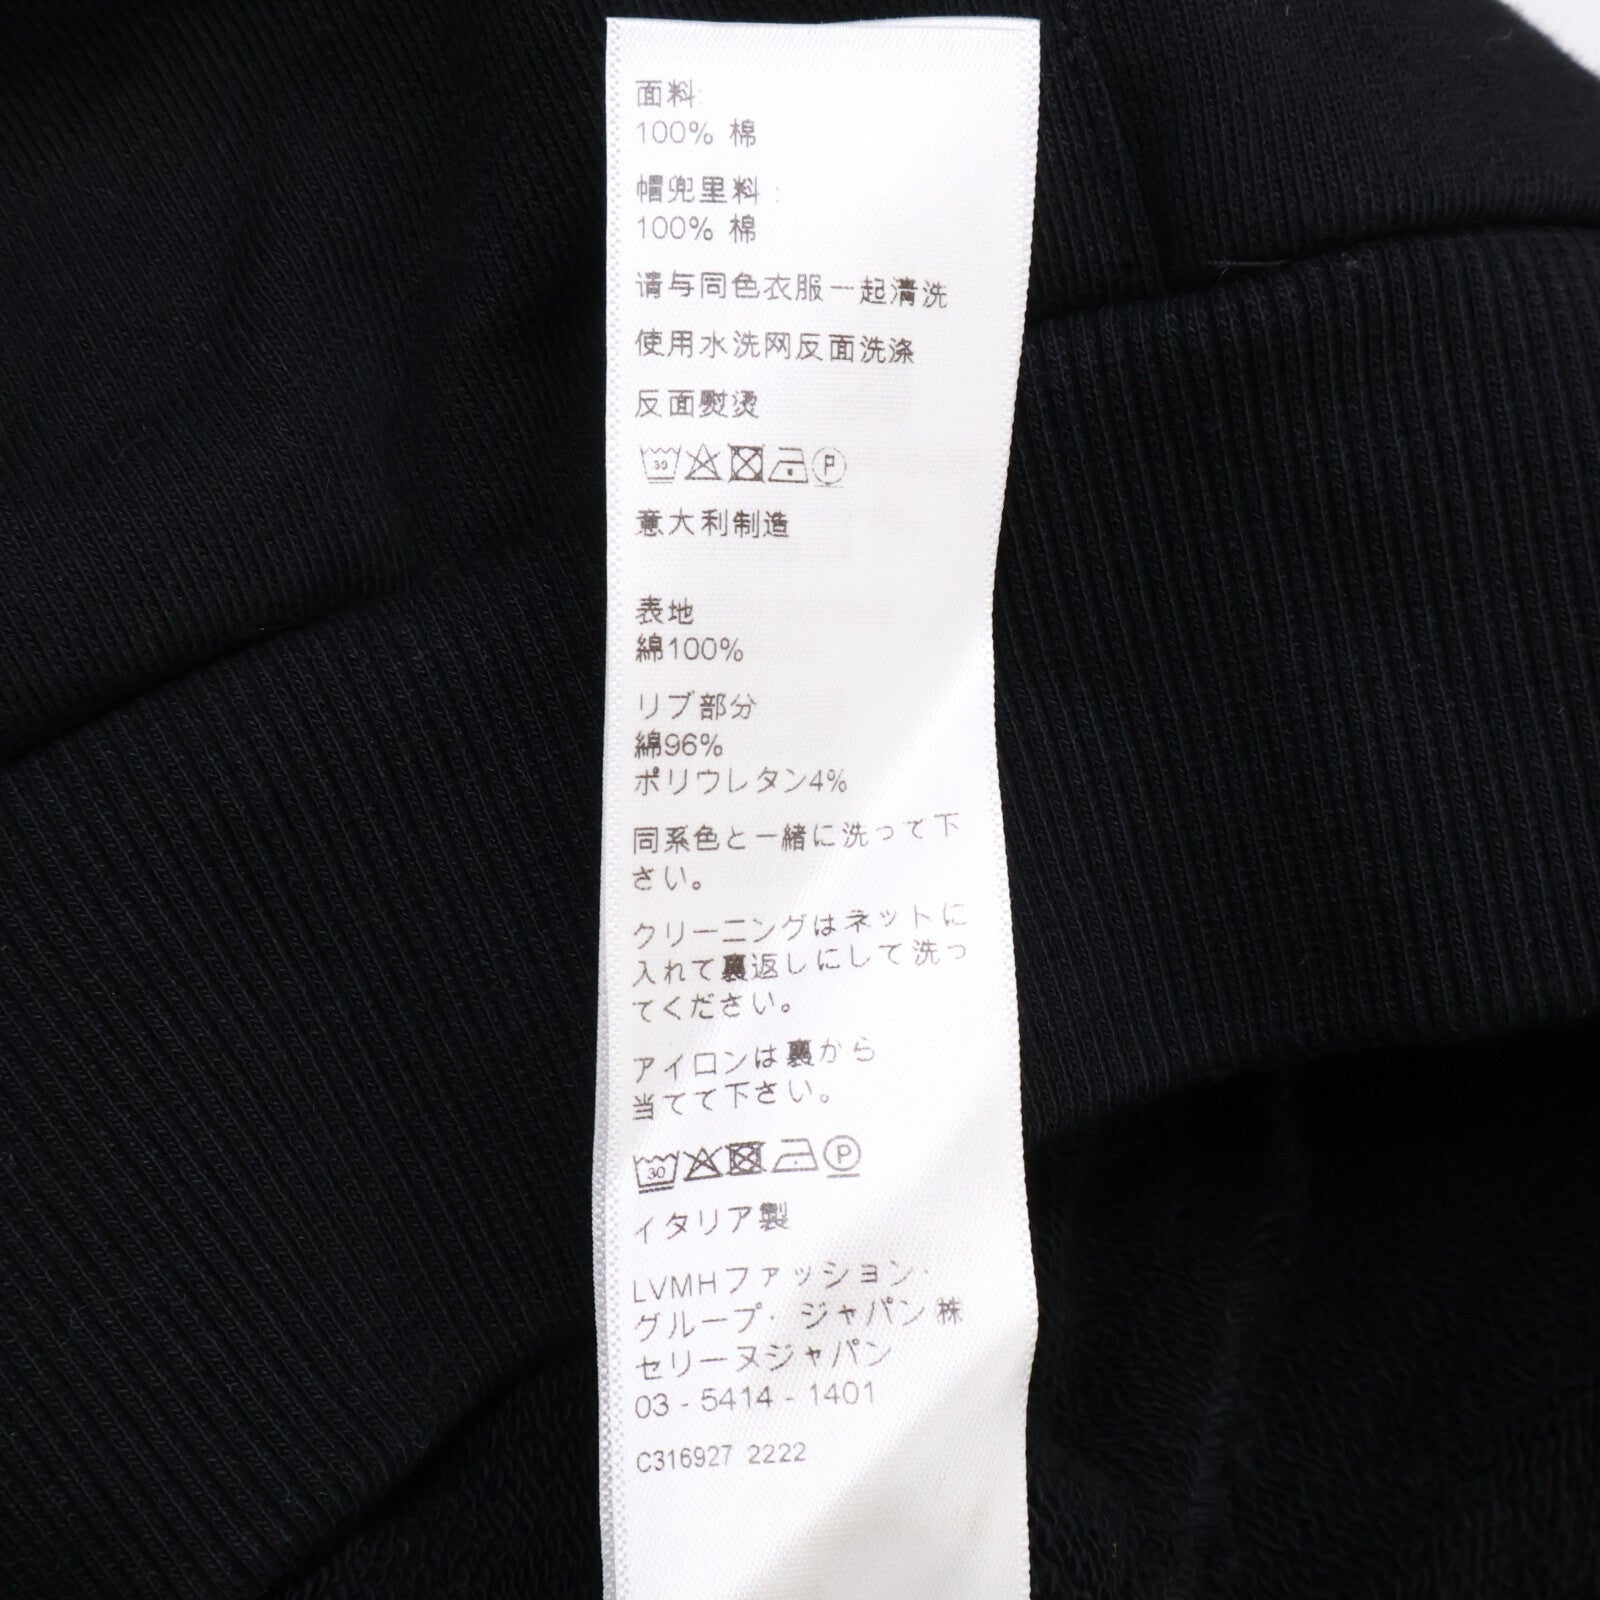 面料:
100% 棉
帽兜里料:
100% 棉
请与同色衣服一起清洗
使用水洗网反面洗涤
反面熨烫
30 P
意大利制造
表地
綿100%
リブ部分
綿96%
ポリウレタン4%
同系色と一緒に洗って下
さい。
クリーニングはネットに
入れて裏返しにして洗っ
てください。
アイロンは裏から
当てて下さい。
30 P
イタリア製
LVMHファッション・
グループ・ジャパン株
セリーヌジャパン
03 - 5414 - 1401
C316927 2222